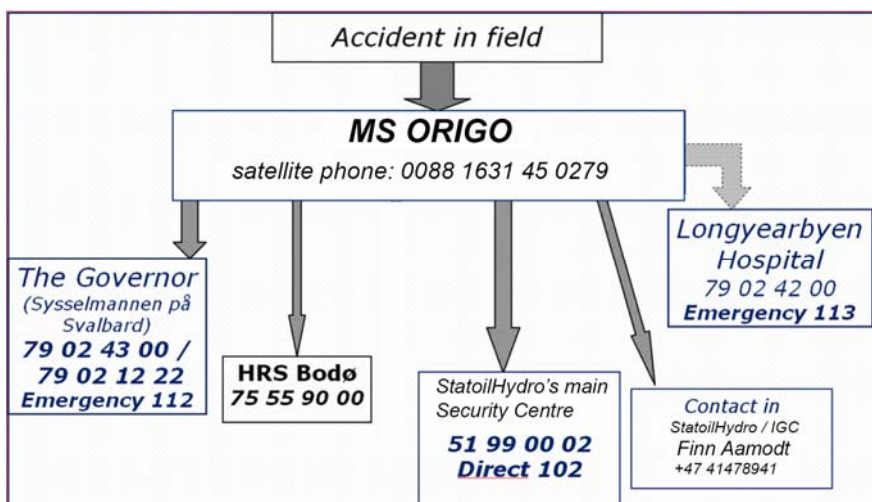 Accident in field
MS ORIGO
satellite phone: 0088 1631 45 0279
The Governor
(Sysselmannen på
Svalbard)
79 02 43 00 /
79 02 12 22
Emergency 112
HRS Bodø
75 55 90 00
StatoilHydro's main
Security Centre
51 99 00 02
Direct 102
Contact in
StatoilHydro / IGC
Finn Aamodt
+47 41478941
Longyearbyen
Hospital
79 02 42 00
Emergency 113